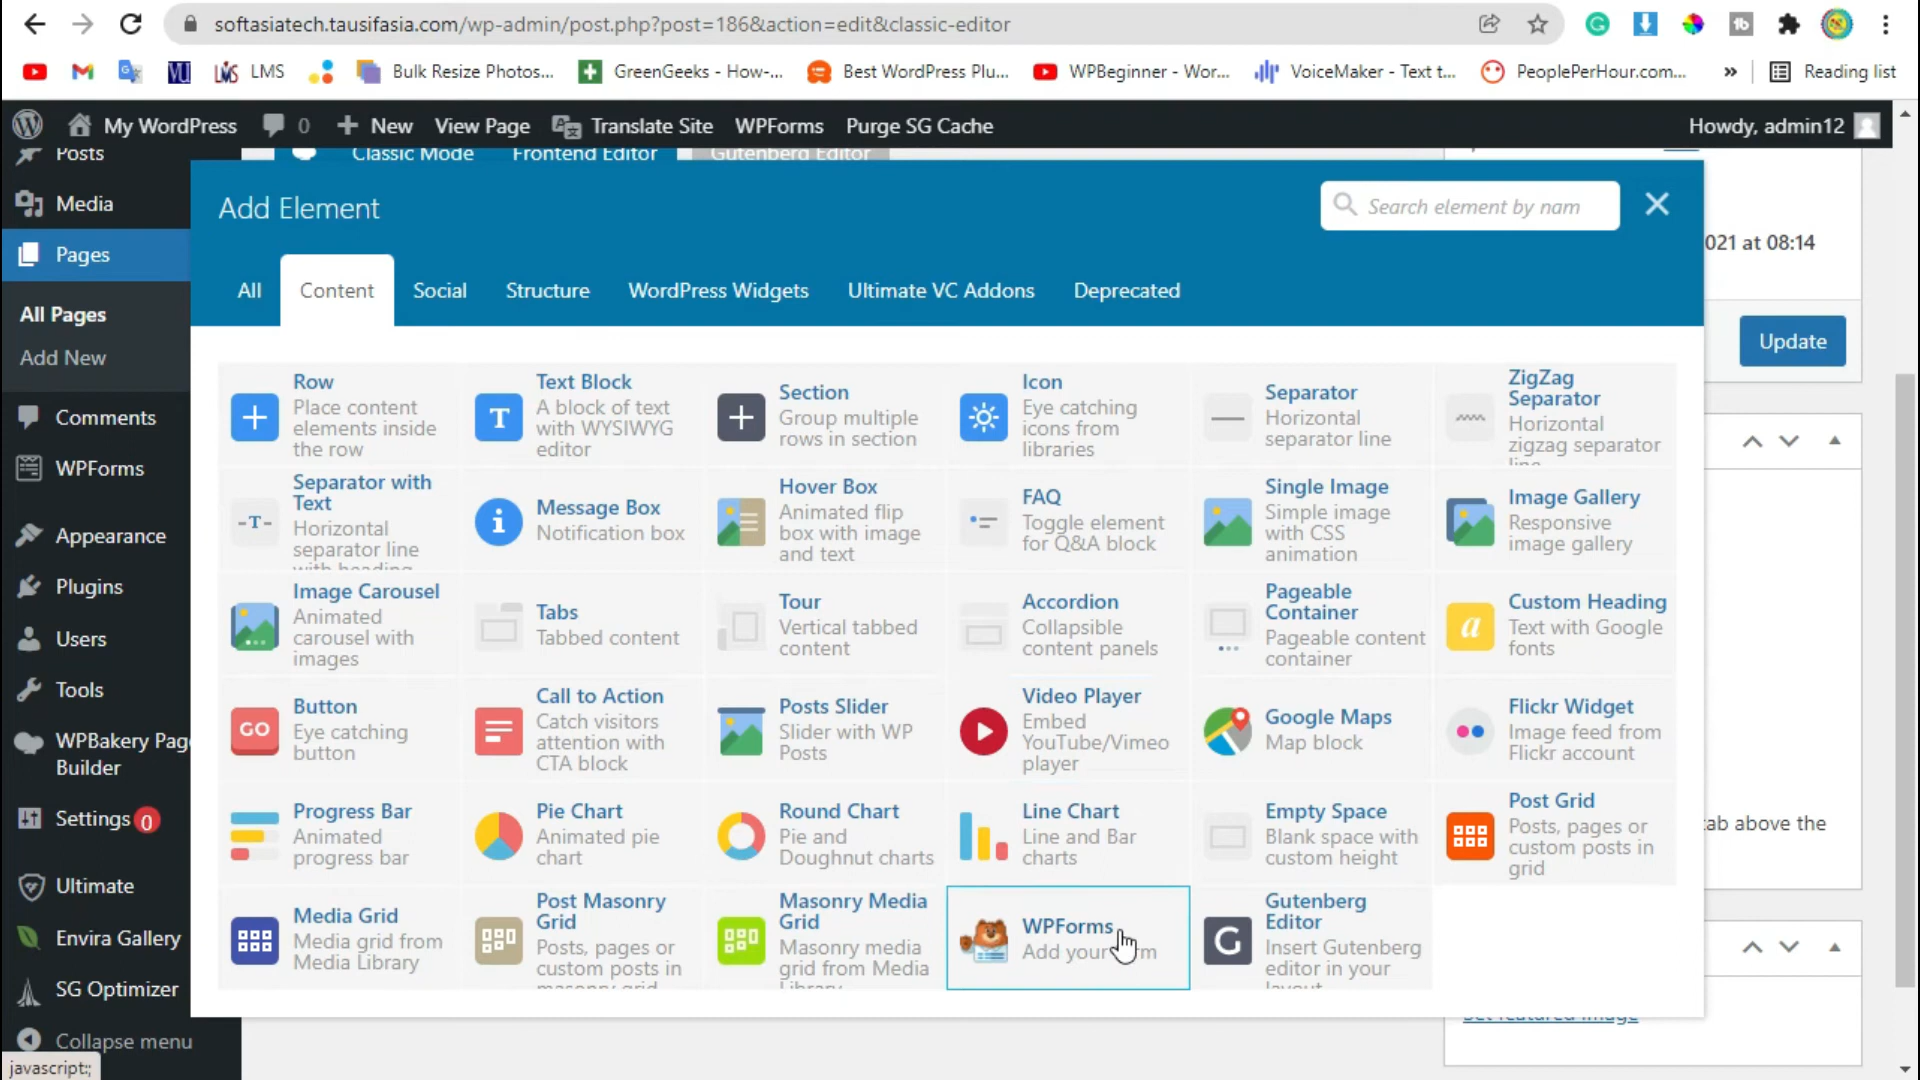 softasiatech.tausifasia.com/wp-admin/post.php?post=186&action=edit&classic-editor
LMS
Bulk Resize Photos...
GreenGeeks - How-...
Best WordPress Plu...
WPBeginner - Wor...
VoiceMaker - Text t...
PeoplePerHour.com...
»
Reading list
My WordPress
0
New
View Page
Translate Site
WPForms
Purge SG Cache
Howdy, admin12
Posts
Media
Pages
All Pages
Add New
Comments
WPForms
Appearance
Plugins
Users
Tools
WPBakery Pag
Builder
Settings 0
Ultimate
Envira Gallery
SG Optimizer
Collapse menu
javascript:;
Classic Mode
Frontend Editor
Gutenberg Editor
Add Element
Search element by nam
All
Content
Social
Structure
WordPress Widgets
Ultimate VC Addons
Deprecated
Row
Place content
elements inside
the row
Text Block
A block of text
with WYSIWYG
editor
Section
Group multiple
rows in section
Icon
Eye catching
icons from
libraries
Separator
Horizontal
separator line
ZigZag
Separator
Horizontal
zigzag separator
line
Separator with
Text
Horizontal
separator line
with heading
Message Box
Notification box
Hover Box
Animated flip
box with image
and text
FAQ
Toggle element
for Q&A block
Single Image
Simple image
with CSS
animation
Image Gallery
Responsive
image gallery
Image Carousel
Animated
carousel with
images
Tabs
Tabbed content
Tour
Vertical tabbed
content
Accordion
Collapsible
content panels
Pageable
Container
Pageable content
container
Custom Heading
Text with Google
fonts
GO
Button
Eye catching
button
Call to Action
Catch visitors
attention with
CTA block
Posts Slider
Slider with WP
Posts
Video Player
Embed
YouTube/Vimeo
player
Google Maps
Map block
Flickr Widget
Image feed from
Flickr account
Progress Bar
Animated
progress bar
Pie Chart
Animated pie
chart
Round Chart
Pie and
Doughnut charts
Line Chart
Line and Bar
charts
Empty Space
Blank space with
custom height
Post Grid
Posts, pages or
custom posts in
grid
Media Grid
Media grid from
Media Library
Post Masonry
Grid
Posts, pages or
custom posts in
masonry grid
Masonry Media
Grid
Masonry media
grid from Media
Library
WPForms
Add your
Gutenberg
Editor
Insert Gutenberg
editor in your
layout
021 at 08:14
Update
tab above the
Set featured image